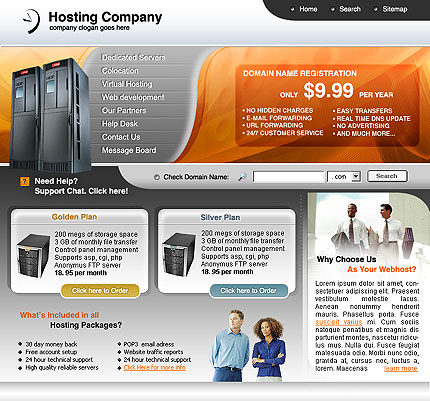 Home
Search
Sitemap
Hosting Company
company clogan goes here
Dedicated Servers
Colocation
Virtual Hosting
Web development
Our Partners
Help Desk
Contact Us
Message Board
DOMAIN NAME REGISTRATION
ONLY $9.99 PER YEAR
• NO HIDDEN CHARGES
• E-MAIL FORWARDING
• URL FORWARDING
• 24/7 CUSTOMER SERVICE
• EASY TRANSFERS
• REAL TIME DNS UPDATE
• NO ADVERTISING
• AND MUCH MORE...
? Need Help?
Support Chat. Click here!
Check Domain Name:
.con
Search
Golden Plan
200 megs of storage space
3 GB of monthly file transfer
Control panel management
Supports asp, cgi, php
Anonymus FTP server
18. 95 per month
Click here to Order
Silver Plan
200 megs of storage space
3 GB of monthly file transfer
Control panel management
Supports asp, cgi, php
Anonymus FTP server
18. 95 per month
Click here to Order
What's Included in all
Hosting Packages?
30 day money back
Free account setup
24 hour technical support
High quality reliable servers
POP3 email adress
Website traffic reports
24 hour technical support
Click Here for more info
Why Choose Us
As Your Webhost?
Lorem ipsum dolor sit amet, con-
sectetuer adipiscing elit. Praesent
vestibulum molestie lacus.
Aenean nonummy hendrerit
mauris. Phasellus porta. Fusce
suscipit varius mi. Cum sociis
natoque penatibus et magnis dis
parturient montes, nascetur ridicu-
lus mus. Nulla dui. Fusce feugiat
malesuada odio. Morbi nunc odio,
gravida at, cursus nec, luctus a,
lorem. Maecenas
learn more